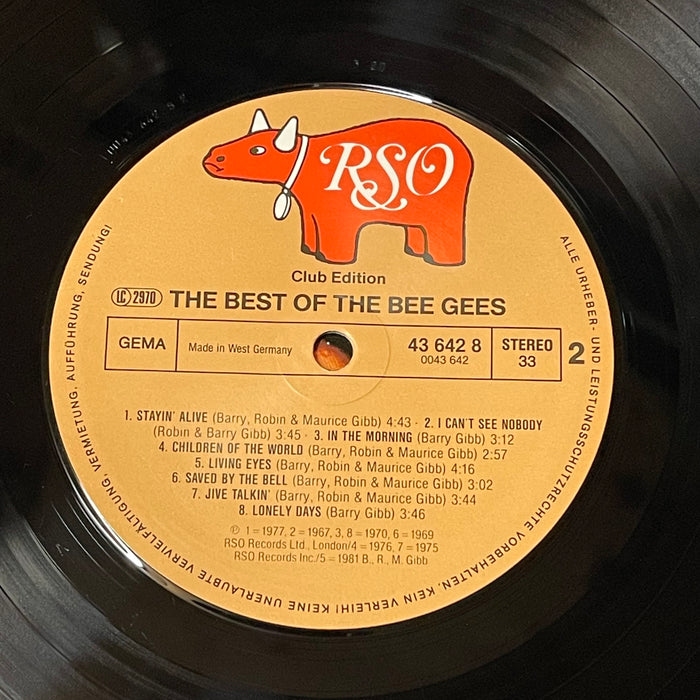 RSO
Club Edition
LC 2970 THE BEST OF THE BEE GEES
GEMA
Made in West Germany
43 642 8
0043 642
STEREO
33
2
1. STAYIN' ALIVE (Barry, Robin & Maurice Gibb) 4:43 · 2. I CAN'T SEE NOBODY
(Robin & Barry Gibb) 3:45 · 3. IN THE MORNING (Barry Gibb) 3:12
4. CHILDREN OF THE WORLD (Barry, Robin & Maurice Gibb) 2:57
5. LIVING EYES (Barry, Robin & Maurice Gibb) 4:16
6. SAVED BY THE BELL (Barry, Robin & Maurice Gibb) 3:02
7. JIVE TALKIN' (Barry, Robin & Maurice Gibb) 3:44
8. LONELY DAYS (Barry, Robin & Maurice Gibb) 3:46
℗ 1 = 1977, 2 = 1967, 3, 8 = 1970, 6 = 1969
RSO Records Ltd., London/4 = 1976, 7 = 1975
RSO Records Inc./5 = 1981 B., R., M. Gibb
ALLE URHEBER- UND LEISTUNGSSCHUTZRECHTE VORBEHALTEN. KEIN VERLEIH! KEINE UNERLAUBTE VERVIELFÄLTIGUNG, VERMIETUNG, AUFFÜHRUNG, SENDUNG!